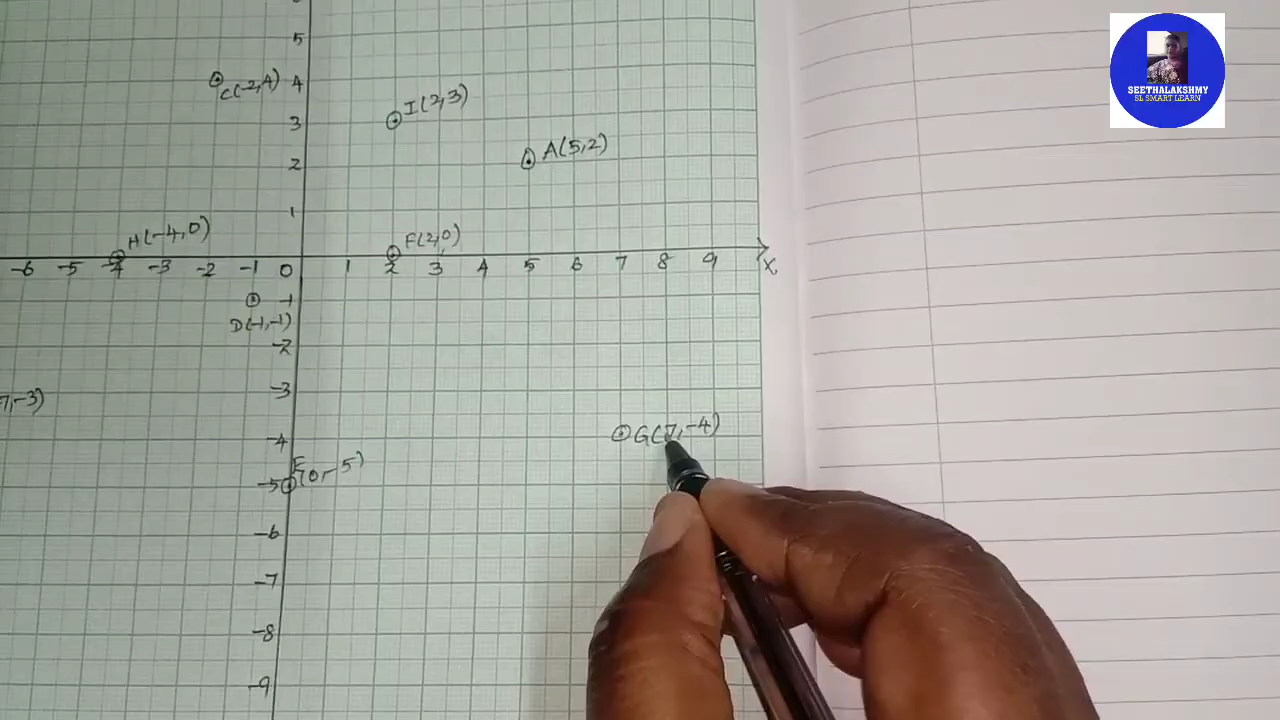 5
C(-2,4)
4
I(2,3)
3
A(5,2)
2
1
H(-4,0)
F(2,0)
-6 -5 -4 -3 -2 -1 0 1 2 3 4 5 6 7 8 9 X
-1
D(-1,-1)
-2
-3
7,-3)
-4
G(7,-4)
E(0,-5)
-5
-6
-7
-8
-9
SEETHALAKSHMY
SL SMART LEARN